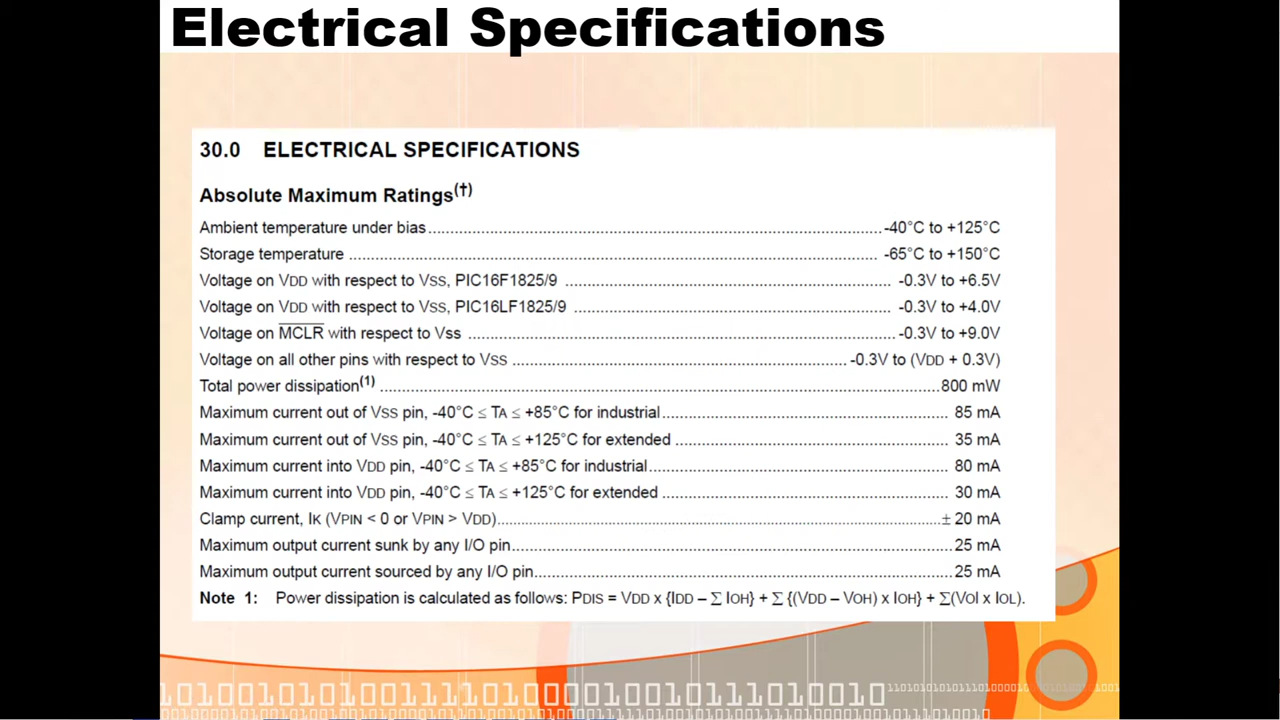 Electrical Specifications
30.0 ELECTRICAL SPECIFICATIONS
Absolute Maximum Ratings(†)
Ambient temperature under bias -40°C to +125°C
Storage temperature -65°C to +150°C
Voltage on VDD with respect to VSS, PIC16F1825/9 -0.3V to +6.5V
Voltage on VDD with respect to VSS, PIC16LF1825/9 -0.3V to +4.0V
Voltage on MCLR with respect to Vss -0.3V to +9.0V
Voltage on all other pins with respect to VSS -0.3V to (VDD + 0.3V)
Total power dissipation(1) 800 mW
Maximum current out of VSS pin, -40°C ≤ TA ≤ +85°C for industrial 85 mA
Maximum current out of VSS pin, -40°C ≤ TA ≤ +125°C for extended 35 mA
Maximum current into VDD pin, -40°C ≤ TA ≤ +85°C for industrial 80 mA
Maximum current into VDD pin, -40°C ≤ TA ≤ +125°C for extended 30 mA
Clamp current, IK (VPIN < 0 or VPIN > VDD) ± 20 mA
Maximum output current sunk by any I/O pin 25 mA
Maximum output current sourced by any I/O pin 25 mA
Note 1: Power dissipation is calculated as follows: PDIS = VDD x {IDD – ∑ IOH} + ∑ {(VDD – VOH) x IOH} + ∑(VOl x IOL).